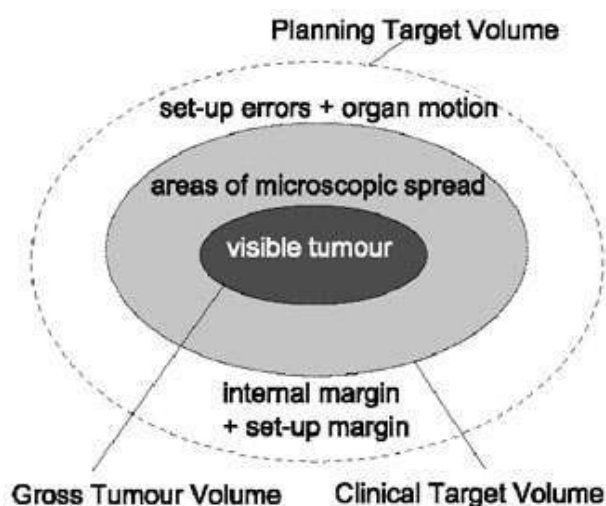 Planning Target Volume
set-up errors + organ motion
areas of microscopic spread
visible tumour
internal margin
+ set-up margin
Gross Tumour Volume
Clinical Target Volume